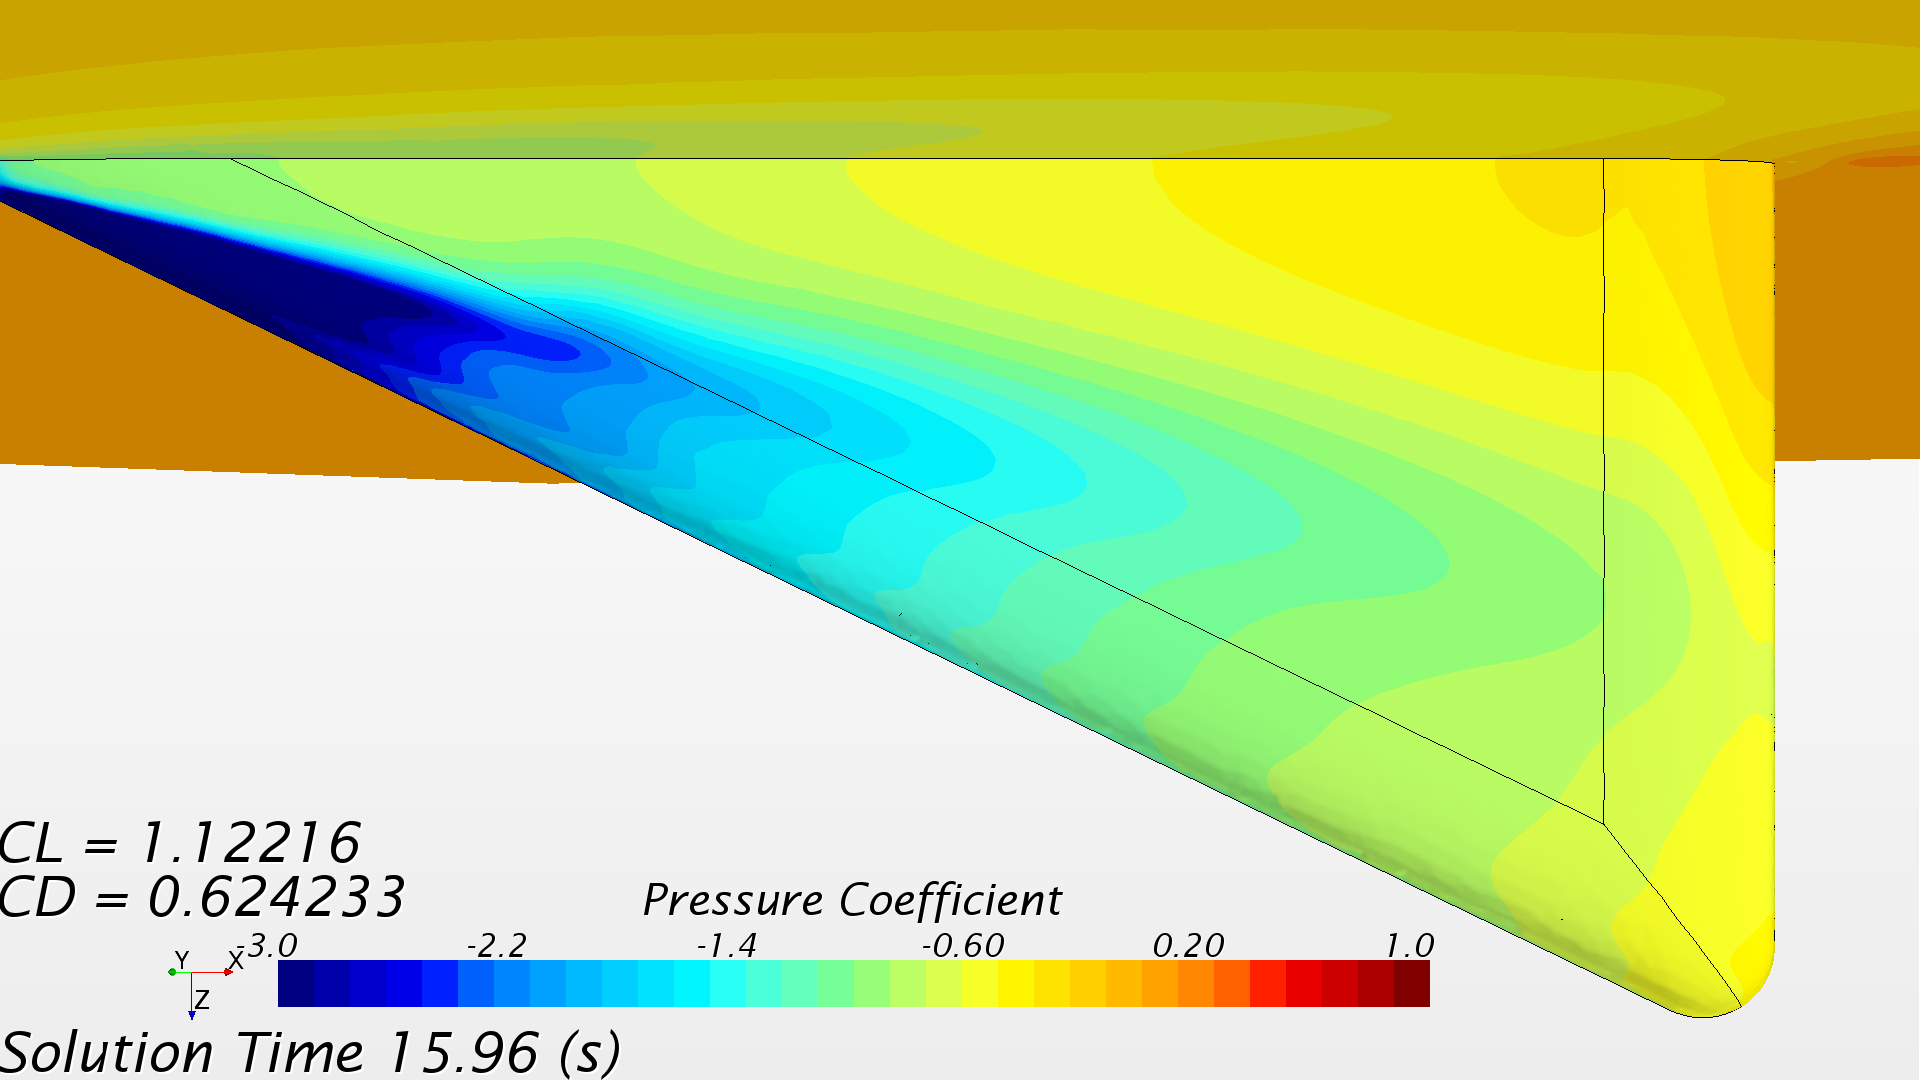 CL = 1.12216
CD = 0.624233
Pressure Coefficient
-3.0 -2.2 -1.4 -0.60 0.20 1.0
Y X
Z
Solution Time 15.96 (s)